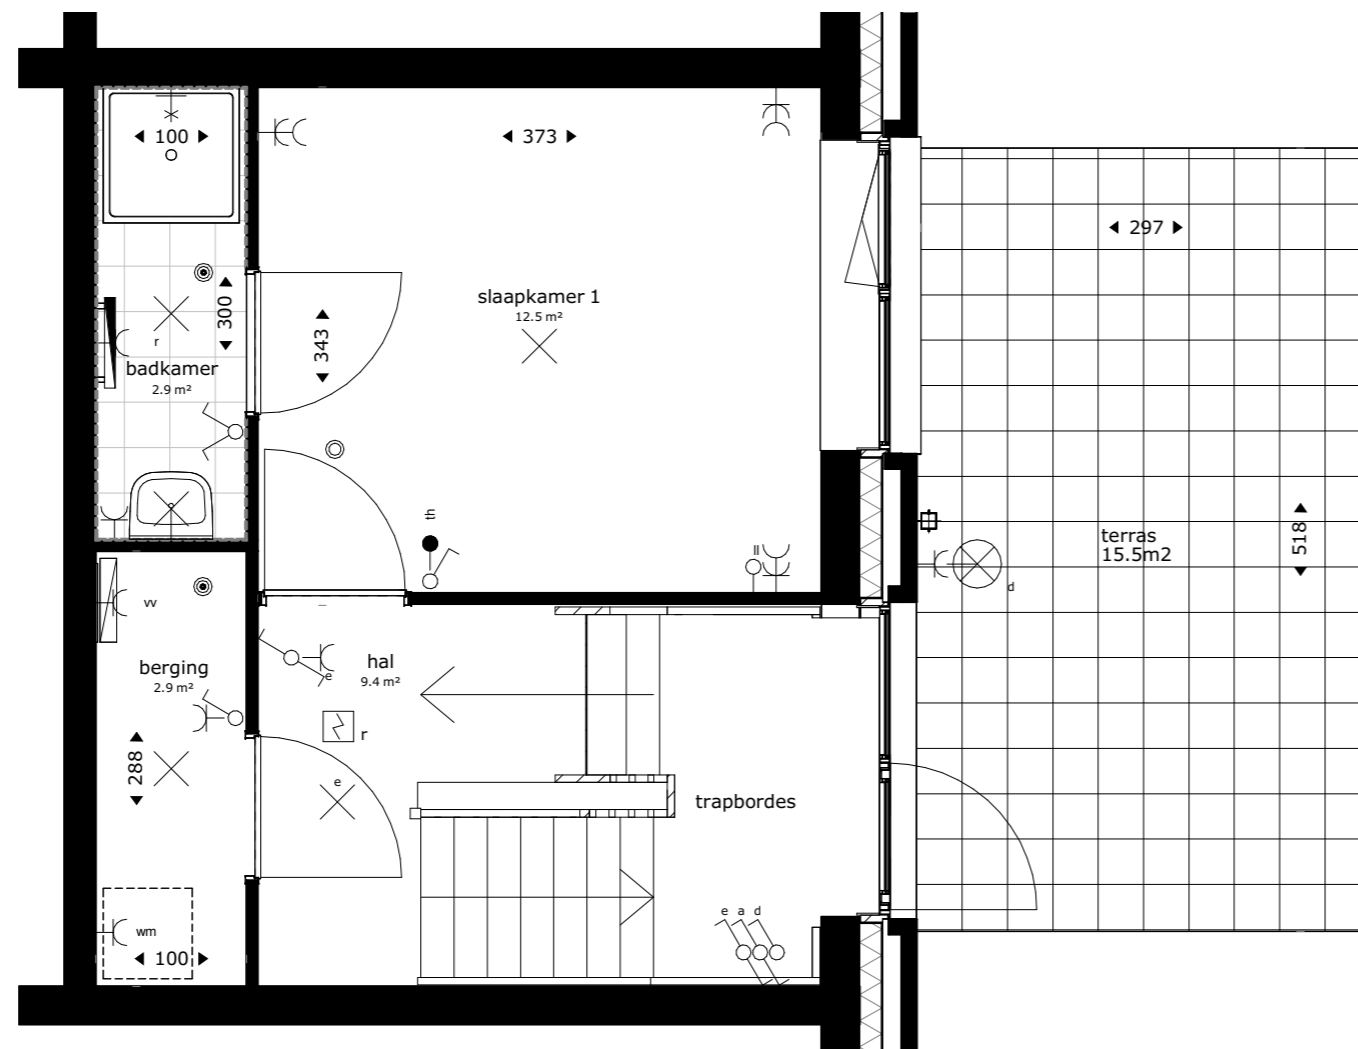 100
373
297
slaapkamer 1
12.5 m²
300
343
r
badkamer
2.9 m²
th
ll
terras
15.5m2
518
d
vv
berging
2.9 m²
hal
9.4 m²
e
r
288
e
trapbordes
e a d
wm
100